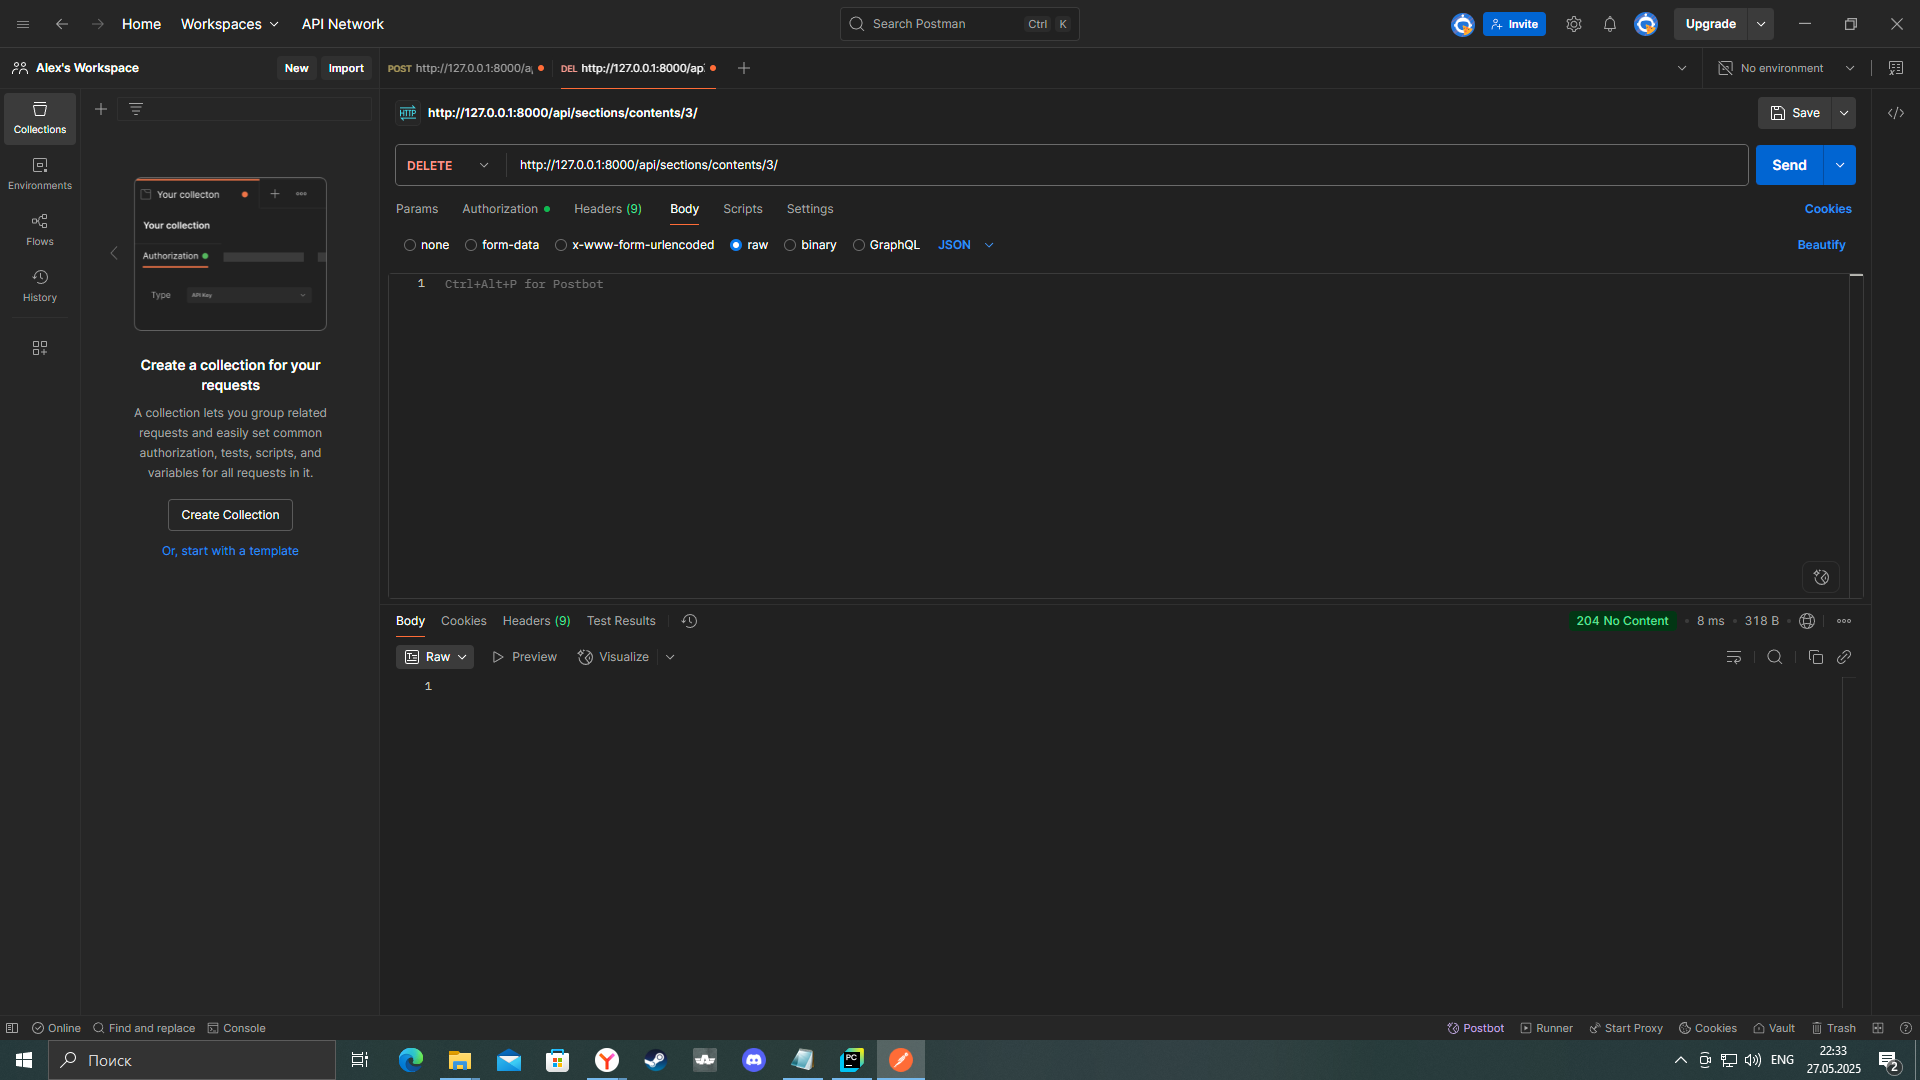 Home Workspaces API Network Search Postman Ctrl K Invite Upgrade
Alex's Workspace New Import POST http://127.0.0.1:8000/a DEL http://127.0.0.1:8000/ap No environment
Collections
Environments
Flows
History
Your collecton
Your collection
Authorization
Type API Key
Create a collection for your
requests
A collection lets you group related
requests and easily set common
authorization, tests, scripts, and
variables for all requests in it.
Create Collection
Or, start with a template
HTTP http://127.0.0.1:8000/api/sections/contents/3/ Save
DELETE http://127.0.0.1:8000/api/sections/contents/3/ Send
Params Authorization Headers (9) Body Scripts Settings Cookies
none form-data x-www-form-urlencoded raw binary GraphQL JSON Beautify
1 Ctrl+Alt+P for Postbot
Body Cookies Headers (9) Test Results 204 No Content 8 ms 318 B
Raw Preview Visualize
1
Online Find and replace Console Postbot Runner Start Proxy Cookies Vault Trash
Поиск PC ENG 22:33
27.05.2025 2